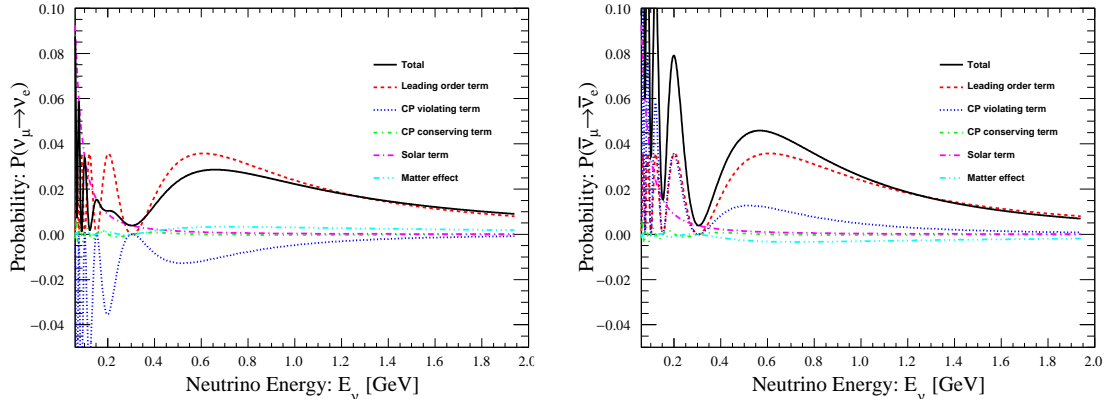 Probability: P(ν_μ→ν_e)
0.10
0.08
0.06
0.04
0.02
0.00
−0.02
−0.04
Total
Leading order term
CP violating term
CP conserving term
Solar term
Matter effect
0.2 0.4 0.6 0.8 1.0 1.2 1.4 1.6 1.8 2.0
Neutrino Energy: E_ν [GeV]
Probability: P(ν̅_μ→ν̅_e)
0.10
0.08
0.06
0.04
0.02
0.00
−0.02
−0.04
Total
Leading order term
CP violating term
CP conserving term
Solar term
Matter effect
0.2 0.4 0.6 0.8 1.0 1.2 1.4 1.6 1.8 2.0
Neutrino Energy: E_ν [GeV]